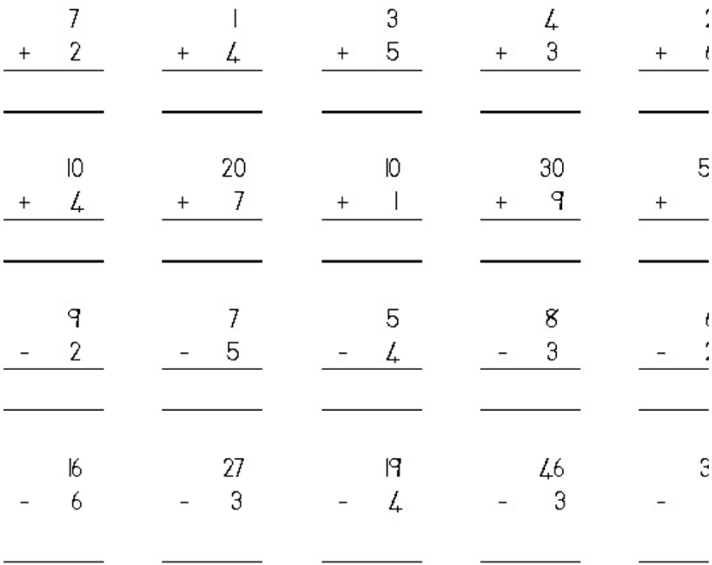 7 1 3 4
+ 2 + 4 + 3 + 5 + 3 +
10 20 10 30
+ 4 + 7 + 1 + 9 +
9 7 5 8
- 2 - 5 - 4 - 3 -
16 27 19 46
- 6 - 3 - 4 - 3 -